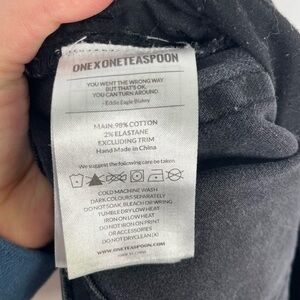 ONEXONETEASPOON
YOU WENT THE WRONG WAY
BUT THAT'S OK.
YOU CAN TURN AROUND.
- Eddie Eagle Blakey
MAIN: 98% COTTON
2% ELASTANE
EXCLUDING TRIM
Hand Made in China
We suggest the following care be taken
COLD MACHINE WASH
DARK COLOURS SEPARATELY
DO NOT SOAK, BLEACH OR WRING
TUMBLE DRY LOW HEAT
IRON ON LOW HEAT
DO NOT IRON ON PRINT
OR ACCESSORIES
DO NOT DRYCLEAN (X)
WWW.ONETEASPOON.COM